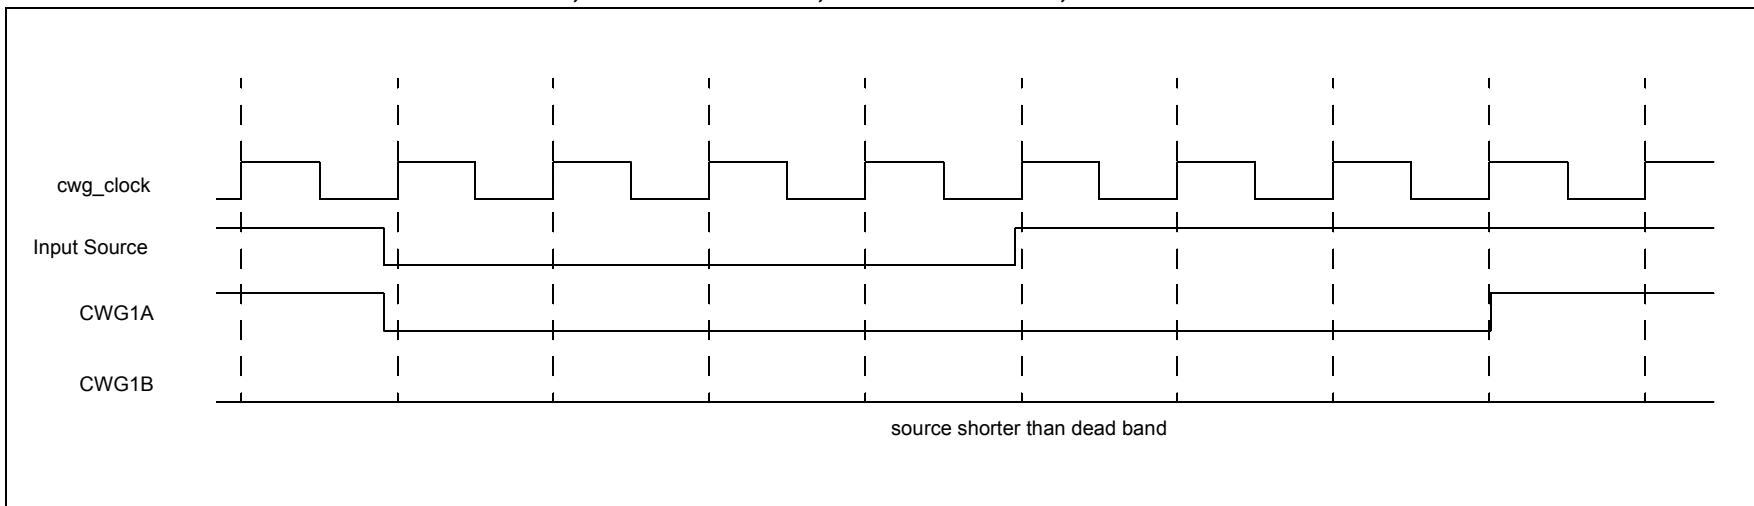 cwg_clock
Input Source
CWG1A
CWG1B
source shorter than dead band